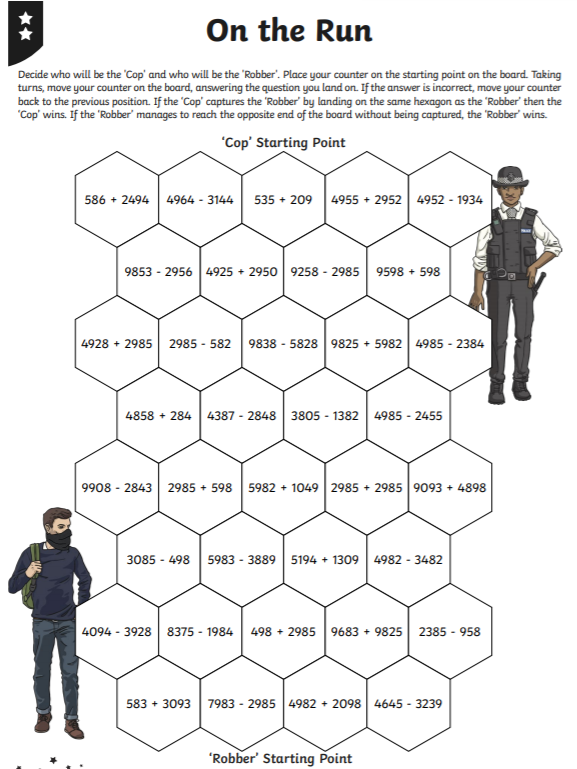 On the Run
Decide who will be the 'Cop' and who will be the 'Robber'. Place your counter on the starting point on the board. Taking
turns, move your counter on the board, answering the question you land on. If the answer is incorrect, move your counter
back to the previous position. If the 'Cop' captures the 'Robber' by landing on the same hexagon as the 'Robber' then the
'Cop' wins. If the 'Robber' manages to reach the opposite end of the board without being captured, the 'Robber' wins.
'Cop' Starting Point
586 + 2494 4964 - 3144 535 + 209 4955 + 2952 4952 - 1934
9853 - 2956 4925 + 2950 9258 - 2985 9598 + 598
4928 + 2985 2985 - 582 9838 - 5828 9825 + 5982 4985 - 2384
4858 + 284 4387 - 2848 3805 - 1382 4985 - 2455
9908 - 2843 2985 + 598 5982 + 1049 2985 + 2985 9093 + 4898
3085 - 498 5983 - 3889 5194 + 1309 4982 - 3482
4094 - 3928 8375 - 1984 498 + 2985 9683 + 9825 2385 - 958
583 + 3093 7983 - 2985 4982 + 2098 4645 - 3239
'Robber' Starting Point